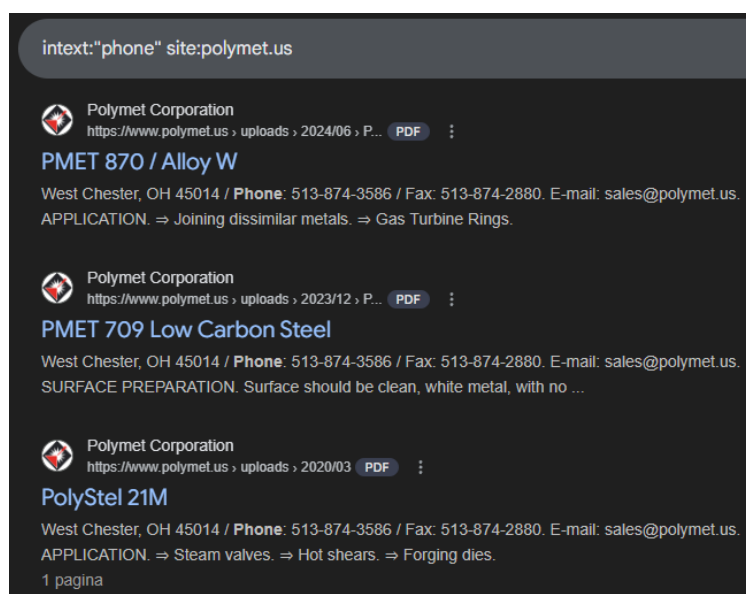 intext:"phone" site:polymet.us
Polymet Corporation
https://www.polymet.us › uploads › 2024/06 › P... PDF
PMET 870 / Alloy W
West Chester, OH 45014 / Phone: 513-874-3586 / Fax: 513-874-2880. E-mail: sales@polymet.us.
APPLICATION. ⇒ Joining dissimilar metals. ⇒ Gas Turbine Rings.
Polymet Corporation
https://www.polymet.us › uploads › 2023/12 › P... PDF
PMET 709 Low Carbon Steel
West Chester, OH 45014 / Phone: 513-874-3586 / Fax: 513-874-2880. E-mail: sales@polymet.us.
SURFACE PREPARATION. Surface should be clean, white metal, with no ...
Polymet Corporation
https://www.polymet.us › uploads › 2020/03 PDF
PolyStel 21M
West Chester, OH 45014 / Phone: 513-874-3586 / Fax: 513-874-2880. E-mail: sales@polymet.us.
APPLICATION. ⇒ Steam valves. ⇒ Hot shears. ⇒ Forging dies.
1 pagina